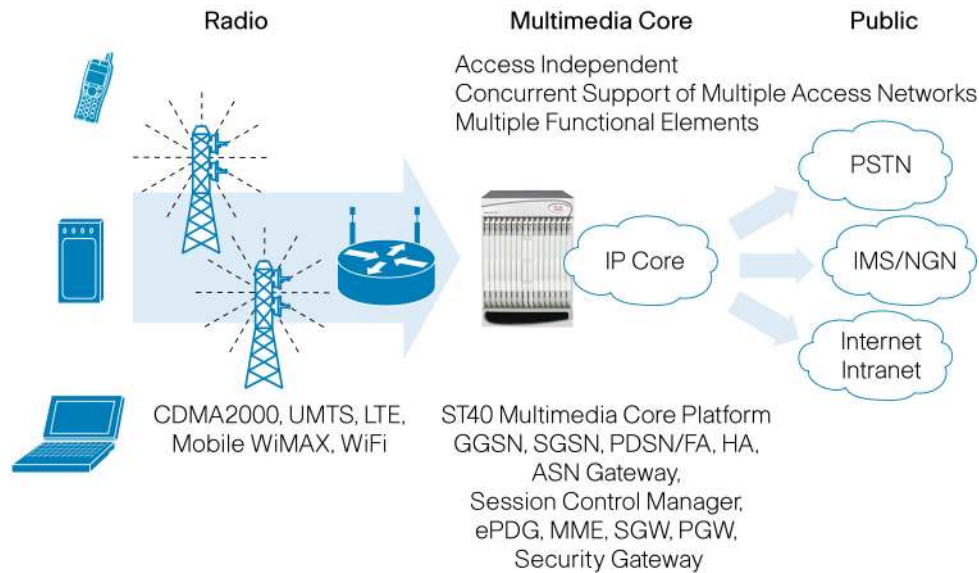 Radio
Multimedia Core
Public
Access Independent
Concurrent Support of Multiple Access Networks
Multiple Functional Elements
PSTN
IP Core
IMS/NGN
Internet
Intranet
CDMA2000, UMTS, LTE,
Mobile WiMAX, WiFi
ST40 Multimedia Core Platform
GGSN, SGSN, PDSN/FA, HA,
ASN Gateway,
Session Control Manager,
ePDG, MME, SGW, PGW,
Security Gateway